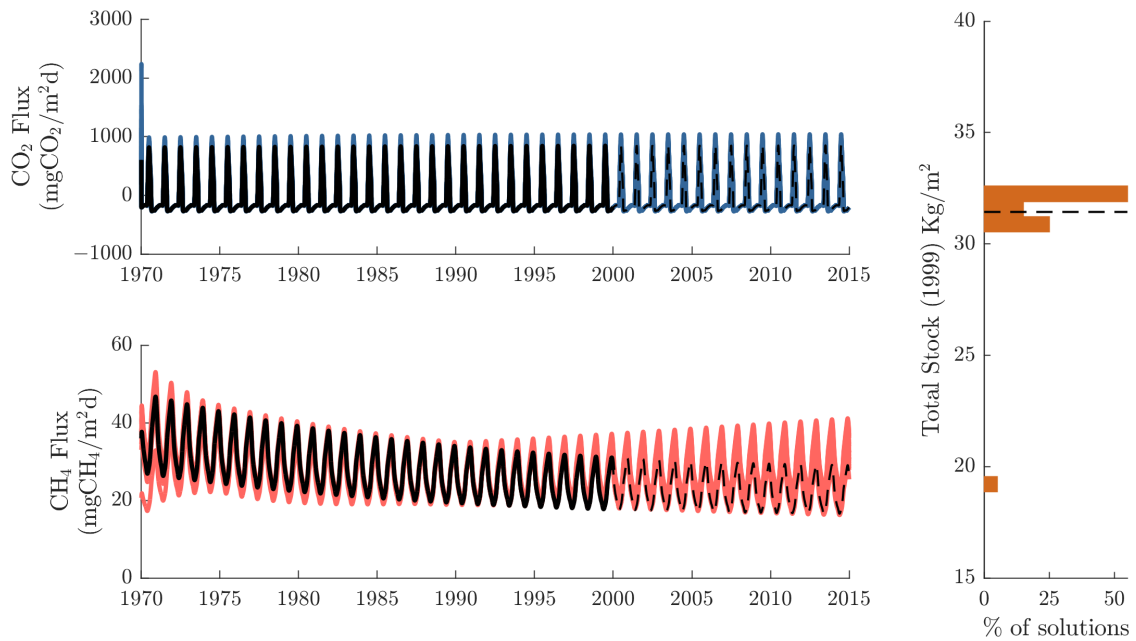 3000
2000
1000
0
−1000
CO₂ Flux
(mgCO₂/m²d)
1970 1975 1980 1985 1990 1995 2000 2005 2010 2015
60
40
20
0
CH₄ Flux
(mgCH₄/m²d)
1970 1975 1980 1985 1990 1995 2000 2005 2010 2015
40
35
30
25
20
15
Total Stock (1999) Kg/m²
0 25 50
% of solutions